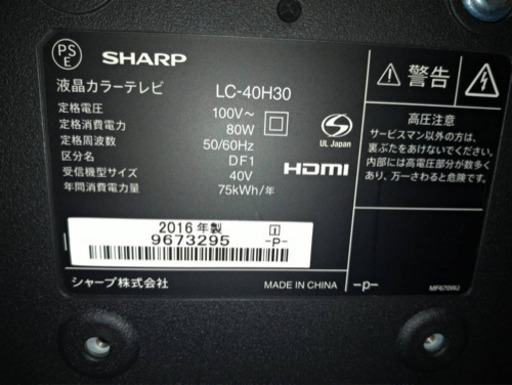 PS
E
SHARP
液晶カラーテレビ LC-40H30
定格電圧 100V~
定格消費電力 80W
定格周波数 50/60Hz
区分名 DF1
受信機型サイズ 40V
年間消費電力量 75kWh/年
UL Japan
HDMI
2016 年製
9673295 -P-
シャープ株式会社 MADE IN CHINA
警告
高圧注意
サービスマン以外の方は、
裏ぶたをあけないでください。
内部には高電圧部分が数多く
あり、万一さわると危険です。
-P-